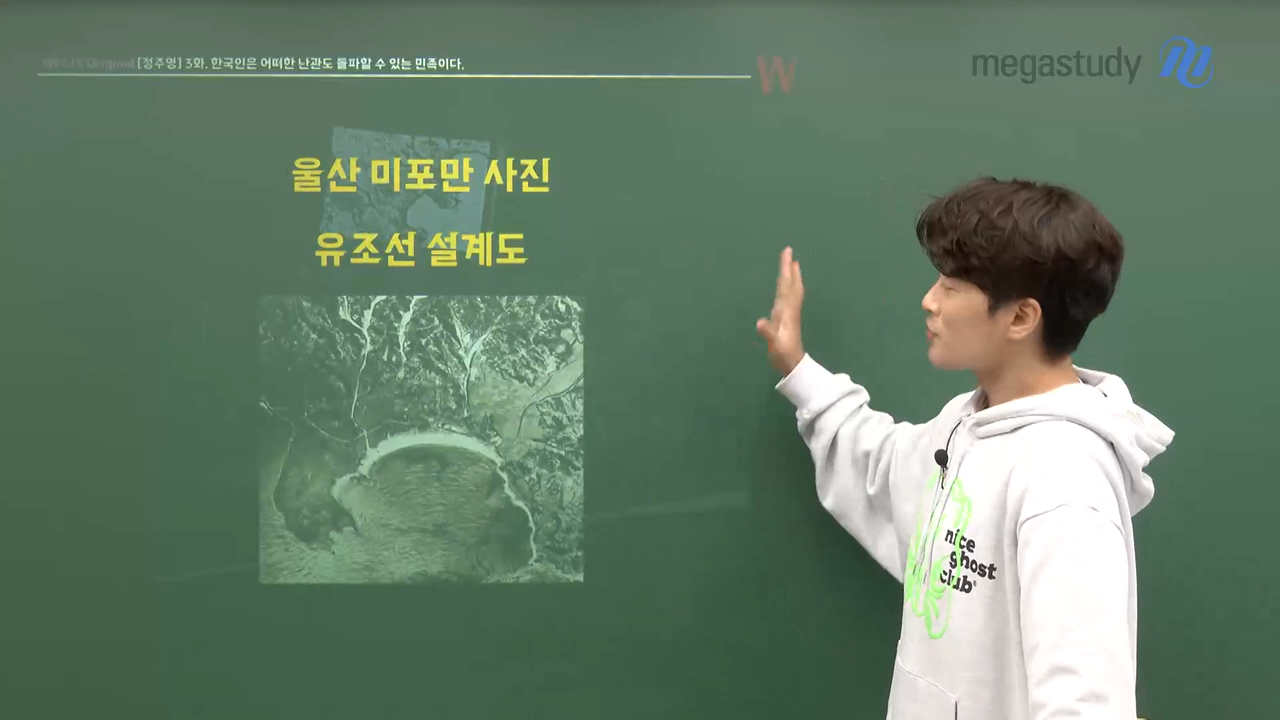 [정주영] 3화. 한국인은 어떠한 난관도 돌파할 수 있는 민족이다.
W
megastudy
울산 미포만 사진
유조선 설계도
nice
ghost
club